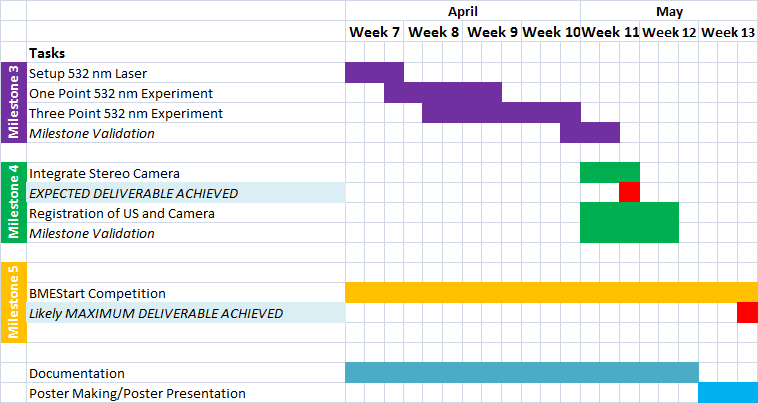 April May
Week 7 Week 8 Week 9 Week 10 Week 11 Week 12 Week 13
Tasks
Milestone 3
Setup 532 nm Laser
One Point 532 nm Experiment
Three Point 532 nm Experiment
Milestone Validation
Milestone 4
Integrate Stereo Camera
EXPECTED DELIVERABLE ACHIEVED
Registration of US and Camera
Milestone Validation
Milestone 5
BMEStart Competition
Likely MAXIMUM DELIVERABLE ACHIEVED
Documentation
Poster Making/Poster Presentation